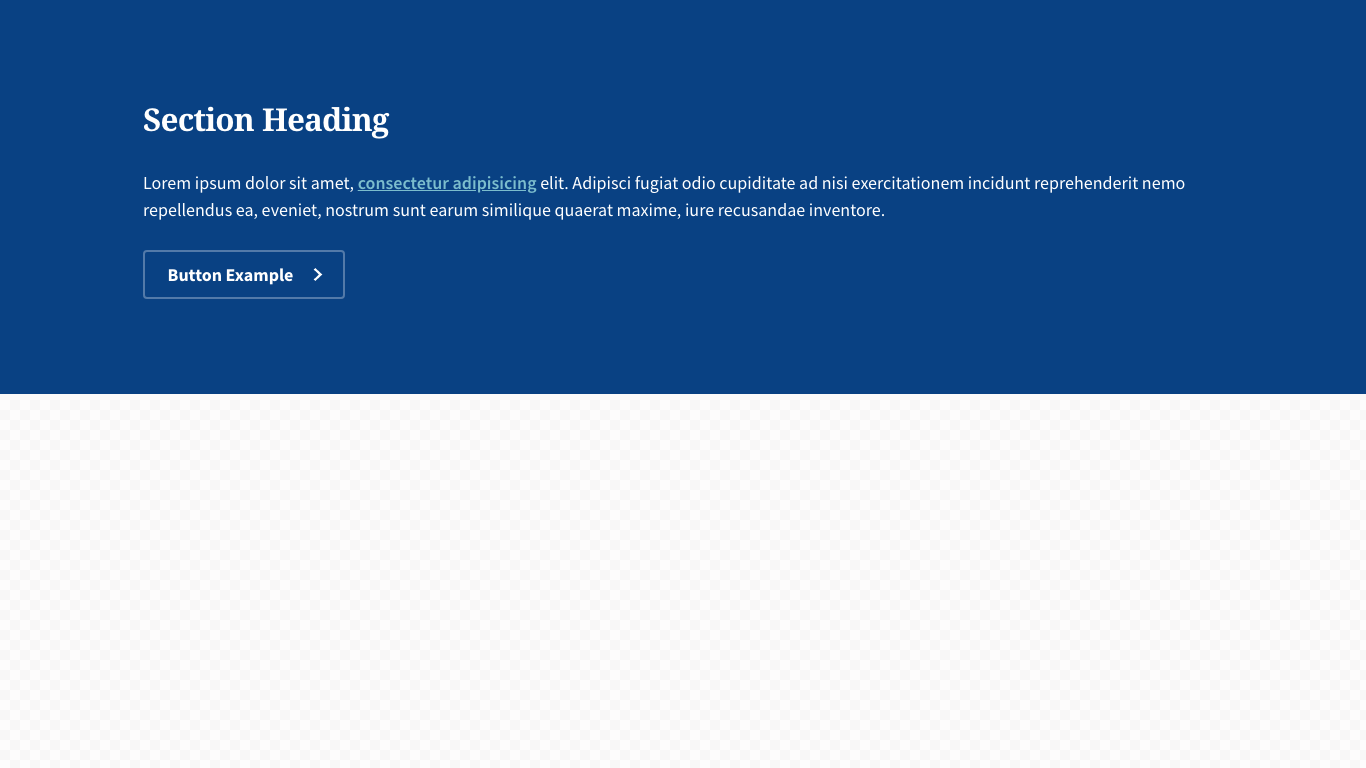 Section Heading
Lorem ipsum dolor sit amet, consectetur adipisicing elit. Adipisci fugiat odio cupiditate ad nisi exercitationem incidunt reprehenderit nemo
repellendus ea, eveniet, nostrum sunt earum similique quaerat maxime, iure recusandae inventore.
Button Example